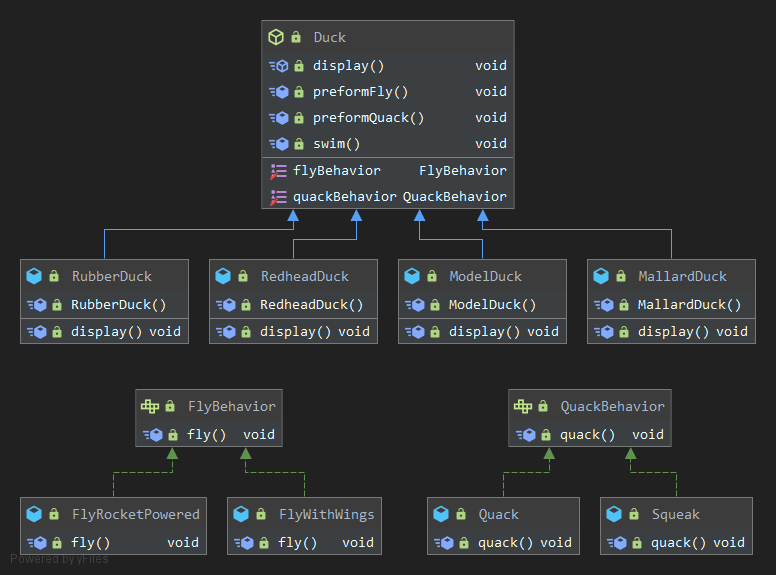 Duck
display() void
preformFly() void
preformQuack() void
swim() void
flyBehavior FlyBehavior
quackBehavior QuackBehavior
RubberDuck
RubberDuck()
display() void
RedheadDuck
RedheadDuck()
display() void
ModelDuck
ModelDuck()
display() void
MallardDuck
MallardDuck()
display() void
FlyBehavior
fly() void
QuackBehavior
quack() void
FlyRocketPowered
fly() void
FlyWithWings
fly() void
Quack
quack() void
Squeak
quack() void
Powered by yFiles